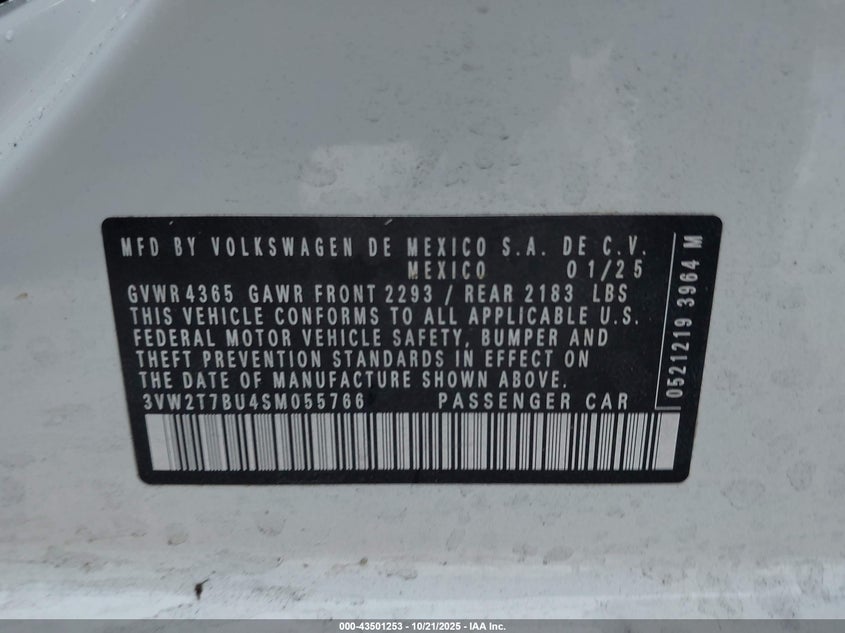 MFD BY VOLKSWAGEN DE MEXICO S.A. DE C.V.
MEXICO 01/25
GVWR 4365 GAWR FRONT 2293 / REAR 2183 LBS
THIS VEHICLE CONFORMS TO ALL APPLICABLE U.S.
FEDERAL MOTOR VEHICLE SAFETY, BUMPER AND
THEFT PREVENTION STANDARDS IN EFFECT ON
THE DATE OF MANUFACTURE SHOWN ABOVE.
3VW2T7BU4SM055766 PASSENGER CAR
0521219 3964 M
000-43501253 - 10/21/2025 - IAA Inc.